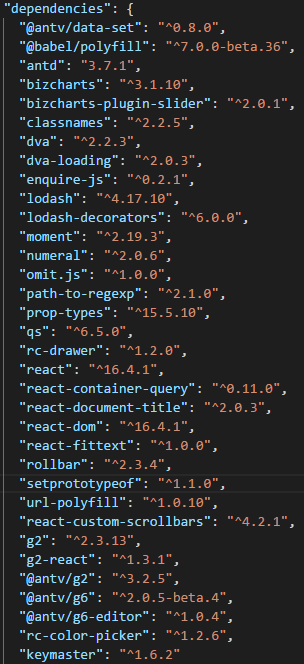 "dependencies": {
"@antv/data-set": "^0.8.0",
"@babel/polyfill": "^7.0.0-beta.36",
"antd": "3.7.1",
"bizcharts": "^3.1.10",
"bizcharts-plugin-slider": "^2.0.1",
"classnames": "^2.2.5",
"dva": "^2.2.3",
"dva-loading": "^2.0.3",
"enquire-js": "^0.2.1",
"lodash": "^4.17.10",
"lodash-decorators": "^6.0.0",
"moment": "^2.19.3",
"numeral": "^2.0.6",
"omit.js": "^1.0.0",
"path-to-regexp": "^2.1.0",
"prop-types": "^15.5.10",
"qs": "^6.5.0",
"rc-drawer": "^1.2.0",
"react": "^16.4.1",
"react-container-query": "^0.11.0",
"react-document-title": "^2.0.3",
"react-dom": "^16.4.1",
"react-fittext": "^1.0.0",
"rollbar": "^2.3.4",
"setprototypeof": "^1.1.0",
"url-polyfill": "^1.0.10",
"react-custom-scrollbars": "^4.2.1",
"g2": "^2.3.13",
"g2-react": "^1.3.1",
"@antv/g2": "^3.2.5",
"@antv/g6": "^2.0.5-beta.4",
"@antv/g6-editor": "^1.0.4",
"rc-color-picker": "^1.2.6",
"keymaster": "^1.6.2"